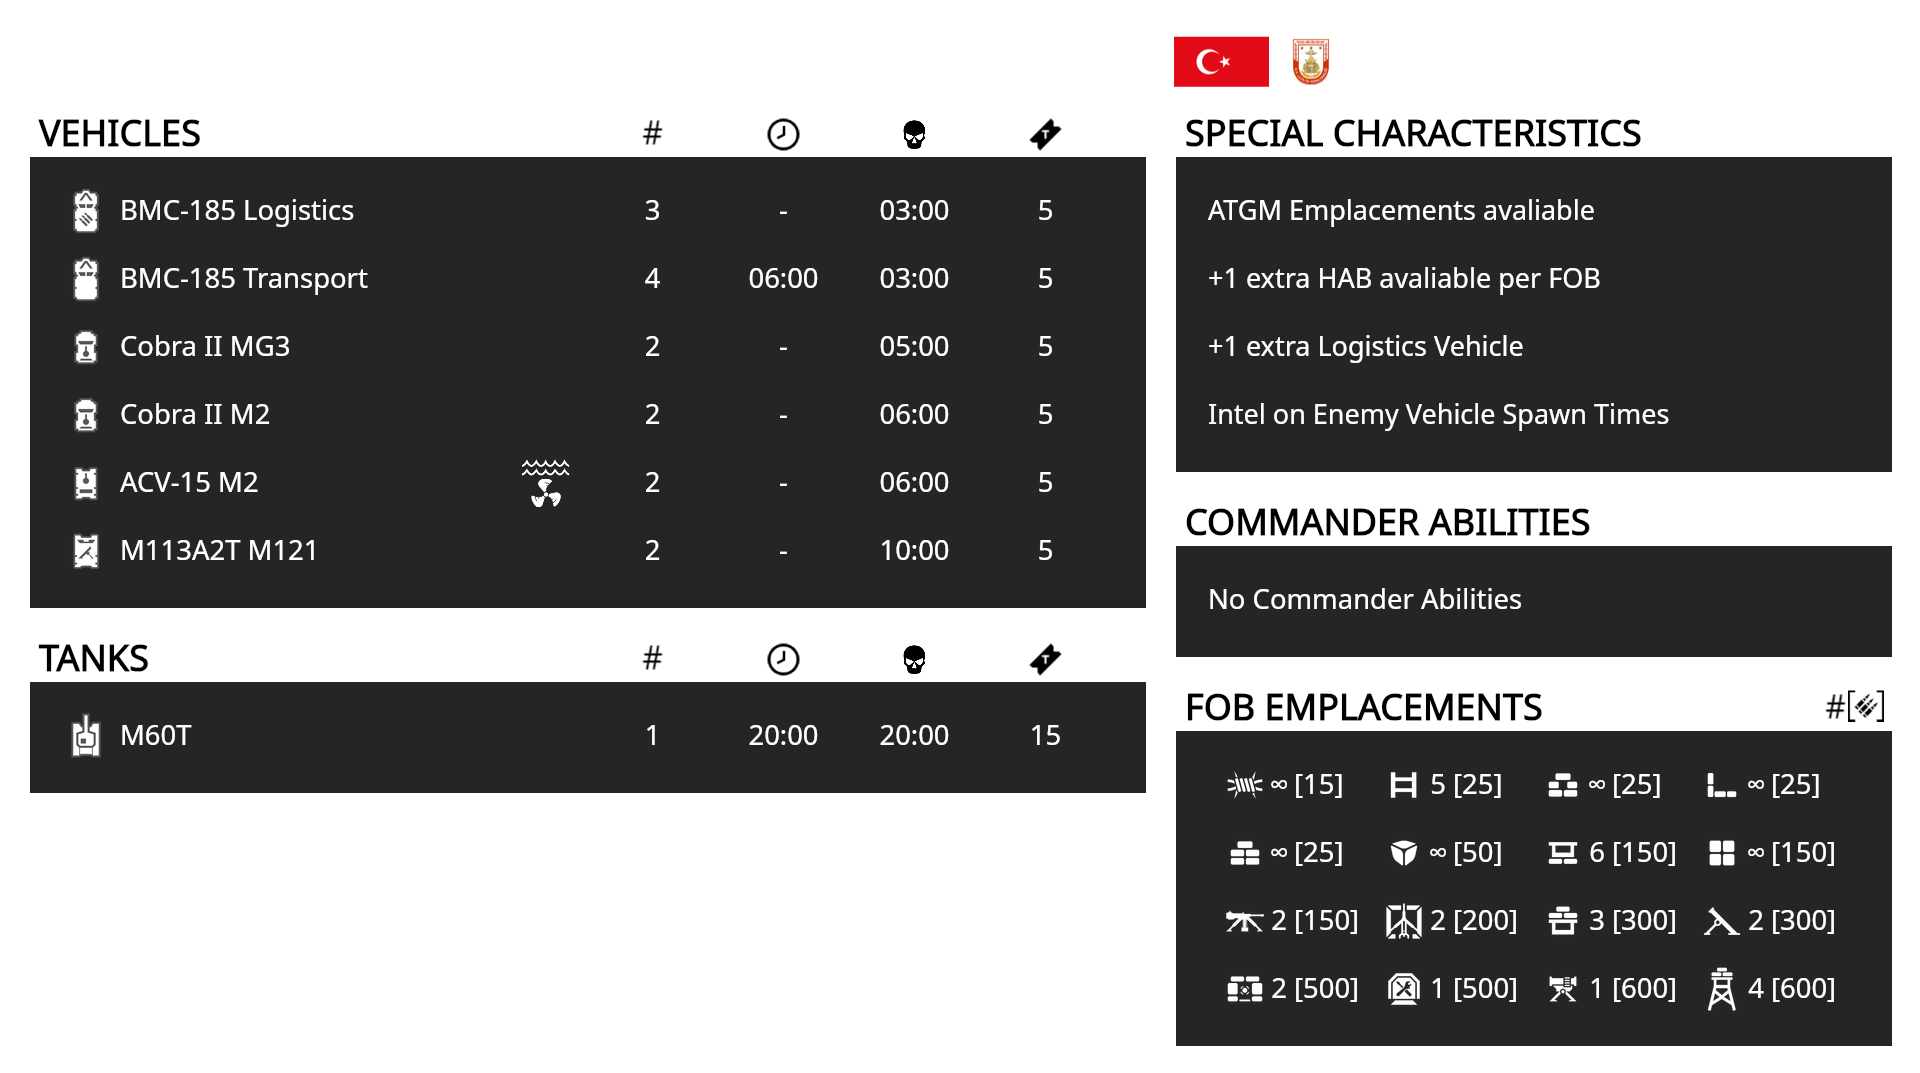 VEHICLES #
BMC-185 Logistics 3 - 03:00 5
BMC-185 Transport 4 06:00 03:00 5
Cobra II MG3 2 - 05:00 5
Cobra II M2 2 - 06:00 5
ACV-15 M2 2 - 06:00 5
M113A2T M121 2 - 10:00 5
TANKS #
M60T 1 20:00 20:00 15
SPECIAL CHARACTERISTICS
ATGM Emplacements avaliable
+1 extra HAB avaliable per FOB
+1 extra Logistics Vehicle
Intel on Enemy Vehicle Spawn Times
COMMANDER ABILITIES
No Commander Abilities
FOB EMPLACEMENTS #[ ]
∞ [15] 5 [25] ∞ [25] ∞ [25]
∞ [25] ∞ [50] 6 [150] ∞ [150]
2 [150] 2 [200] 3 [300] 2 [300]
2 [500] 1 [500] 1 [600] 4 [600]